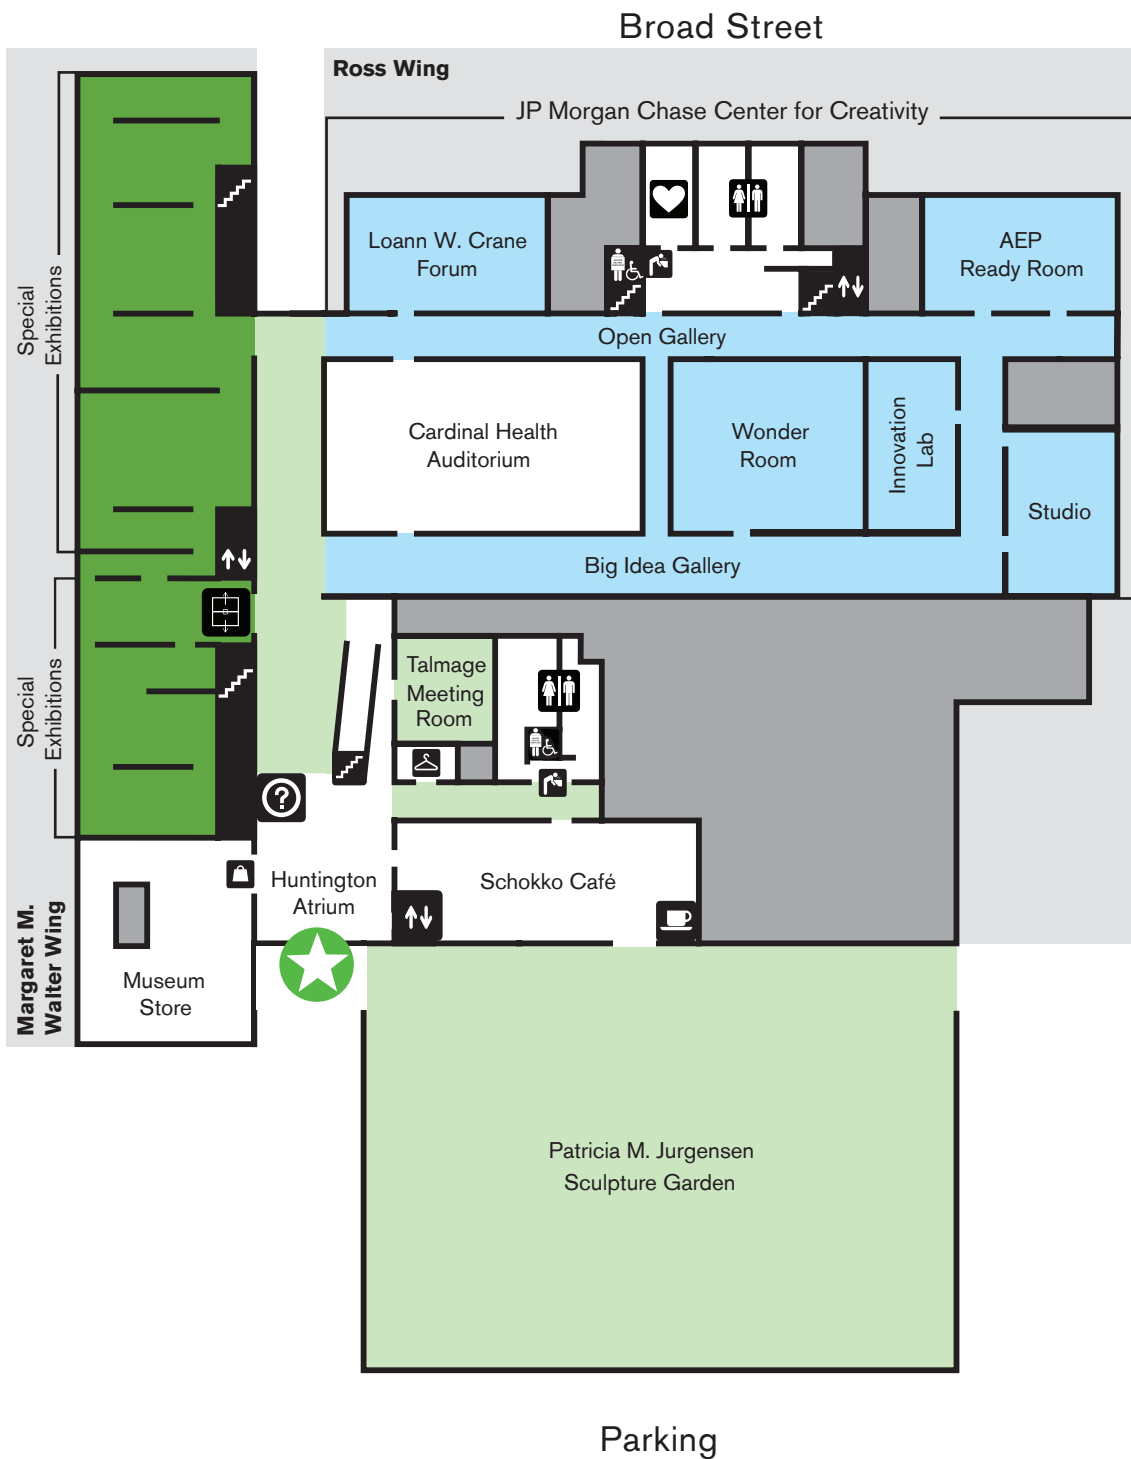 Broad Street
Ross Wing
JP Morgan Chase Center for Creativity
Loann W. Crane
Forum
AEP
Ready Room
Special
Exhibitions
Open Gallery
Cardinal Health
Auditorium
Wonder
Room
Innovation
Lab
Studio
Big Idea Gallery
Special
Exhibitions
Talmage
Meeting
Room
?
Huntington
Atrium
Schokko Café
Margaret M.
Walter Wing
Museum
Store
Patricia M. Jurgensen
Sculpture Garden
Parking